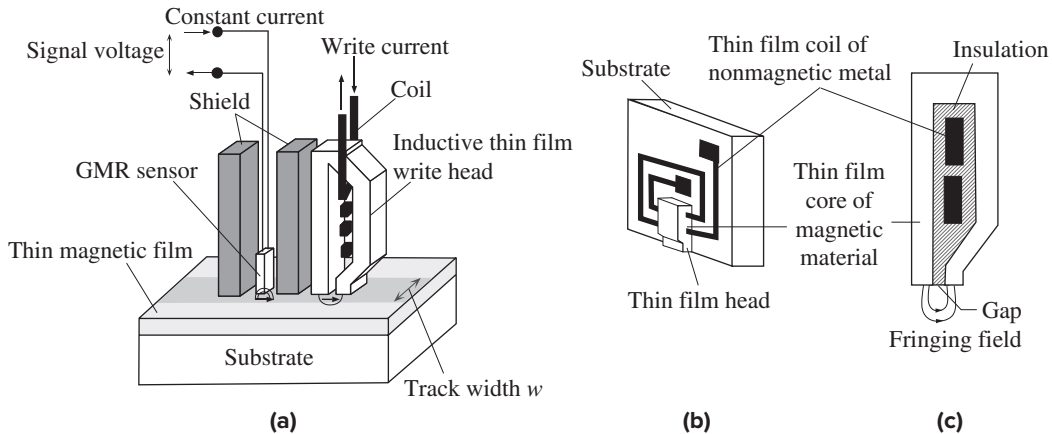 Constant current
Signal voltage
Write current
Shield
Coil
GMR sensor
Inductive thin film
write head
Thin magnetic film
Substrate
Track width w
(a)
Substrate
Thin film coil of
nonmagnetic metal
Thin film
core of
magnetic
material
Thin film head
(b)
Insulation
Gap
Fringing field
(c)